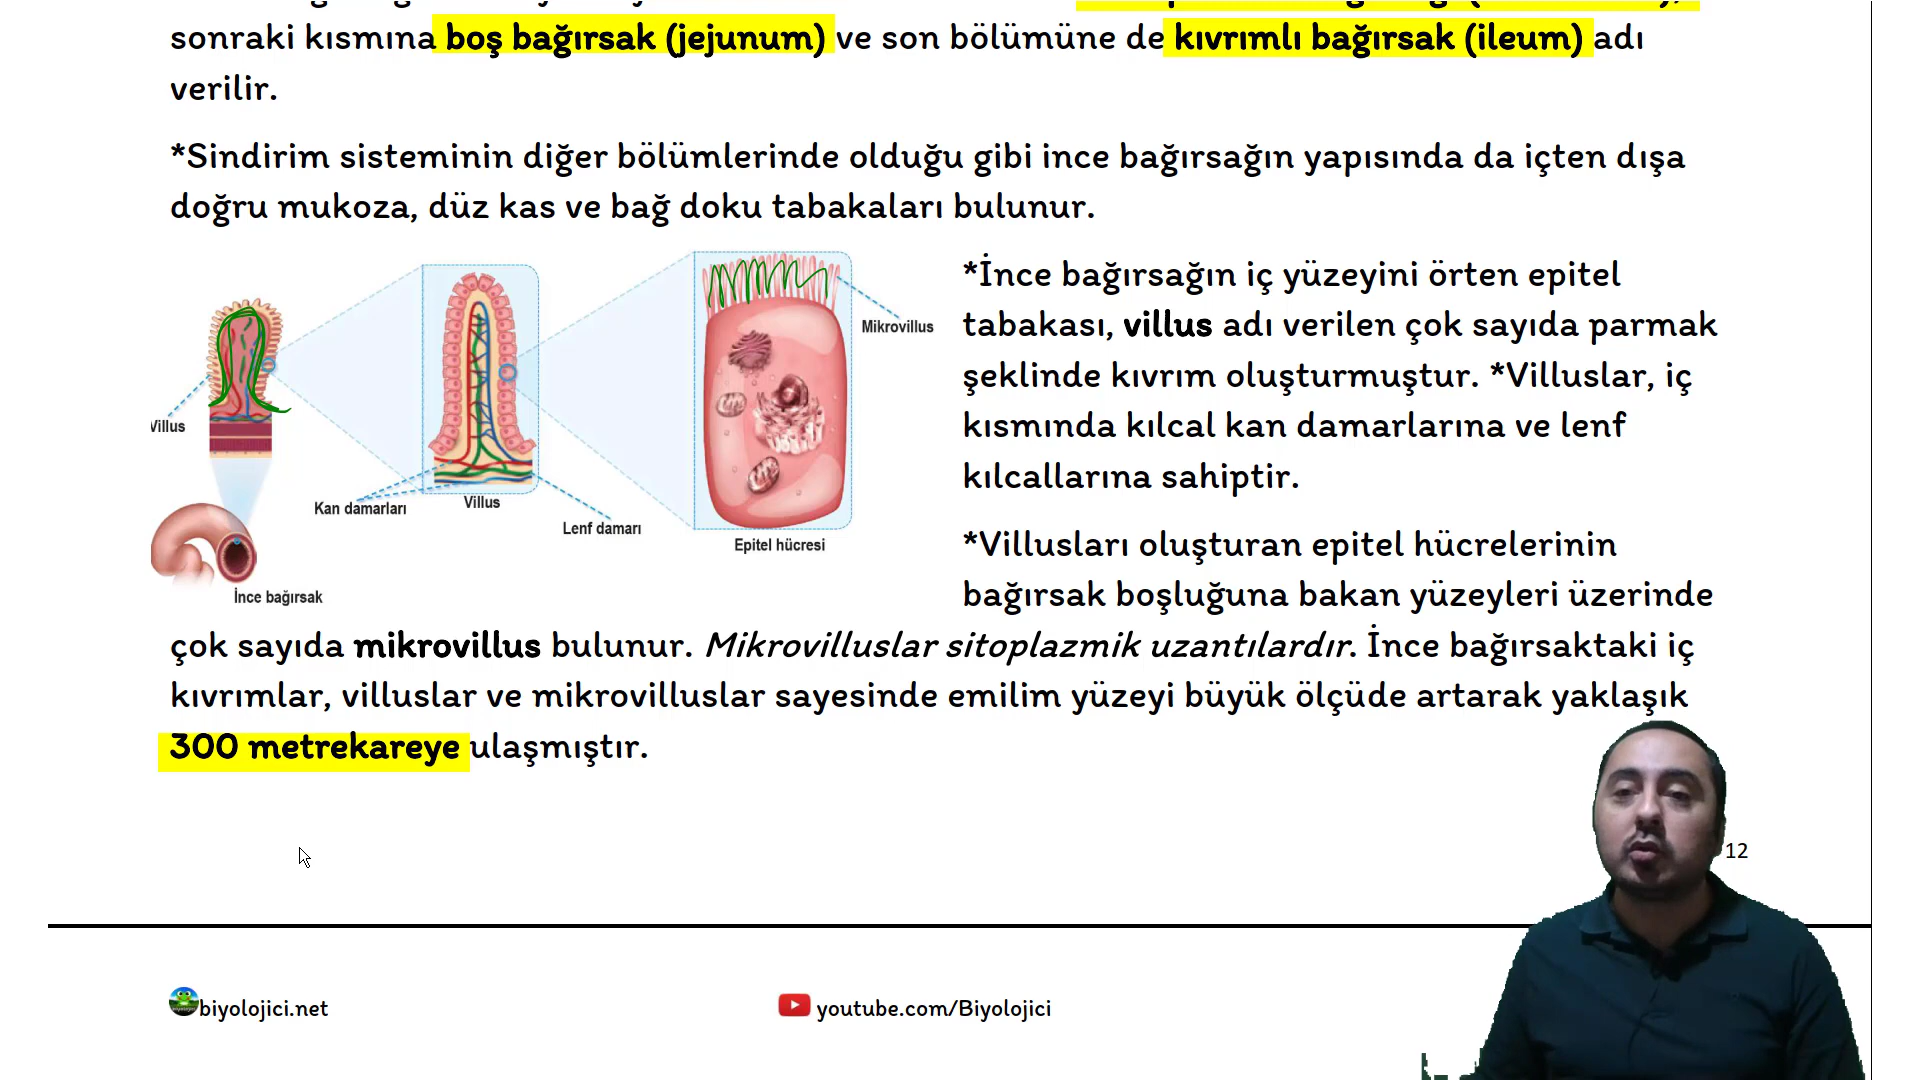 sonraki kısmına boş bağırsak (jejunum) ve son bölümüne de kıvrımlı bağırsak (ileum) adı
verilir.
*Sindirim sisteminin diğer bölümlerinde olduğu gibi ince bağırsağın yapısında da içten dışa
doğru mukoza, düz kas ve bağ doku tabakaları bulunur.
*İnce bağırsağın iç yüzeyini örten epitel
tabakası, villus adı verilen çok sayıda parmak
şeklinde kıvrım oluşturmuştur. *Villuslar, iç
kısmında kılcal kan damarlarına ve lenf
kılcallarına sahiptir.
Mikrovillus
Villus
Kan damarları
Villus
Lenf damarı
Epitel hücresi
İnce bağırsak
*Villusları oluşturan epitel hücrelerinin
bağırsak boşluğuna bakan yüzeyleri üzerinde
çok sayıda mikrovillus bulunur. Mikrovilluslar sitoplazmik uzantılardır. İnce bağırsaktaki iç
kıvrımlar, villuslar ve mikrovilluslar sayesinde emilim yüzeyi büyük ölçüde artarak yaklaşık
300 metrekareye ulaşmıştır.
12
biyolojici.net
youtube.com/Biyolojici